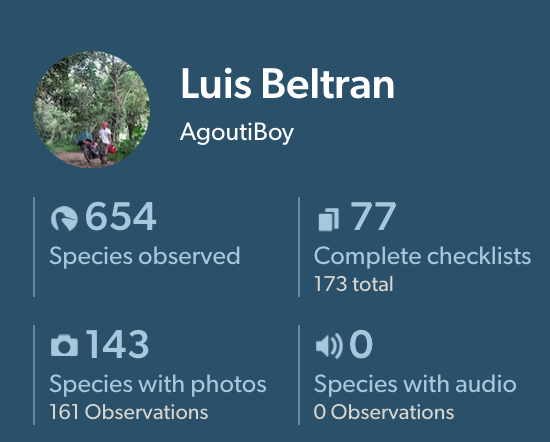 Luis Beltran
AgoutiBoy
654
Species observed
77
Complete checklists
173 total
143
Species with photos
161 Observations
0
Species with audio
0 Observations